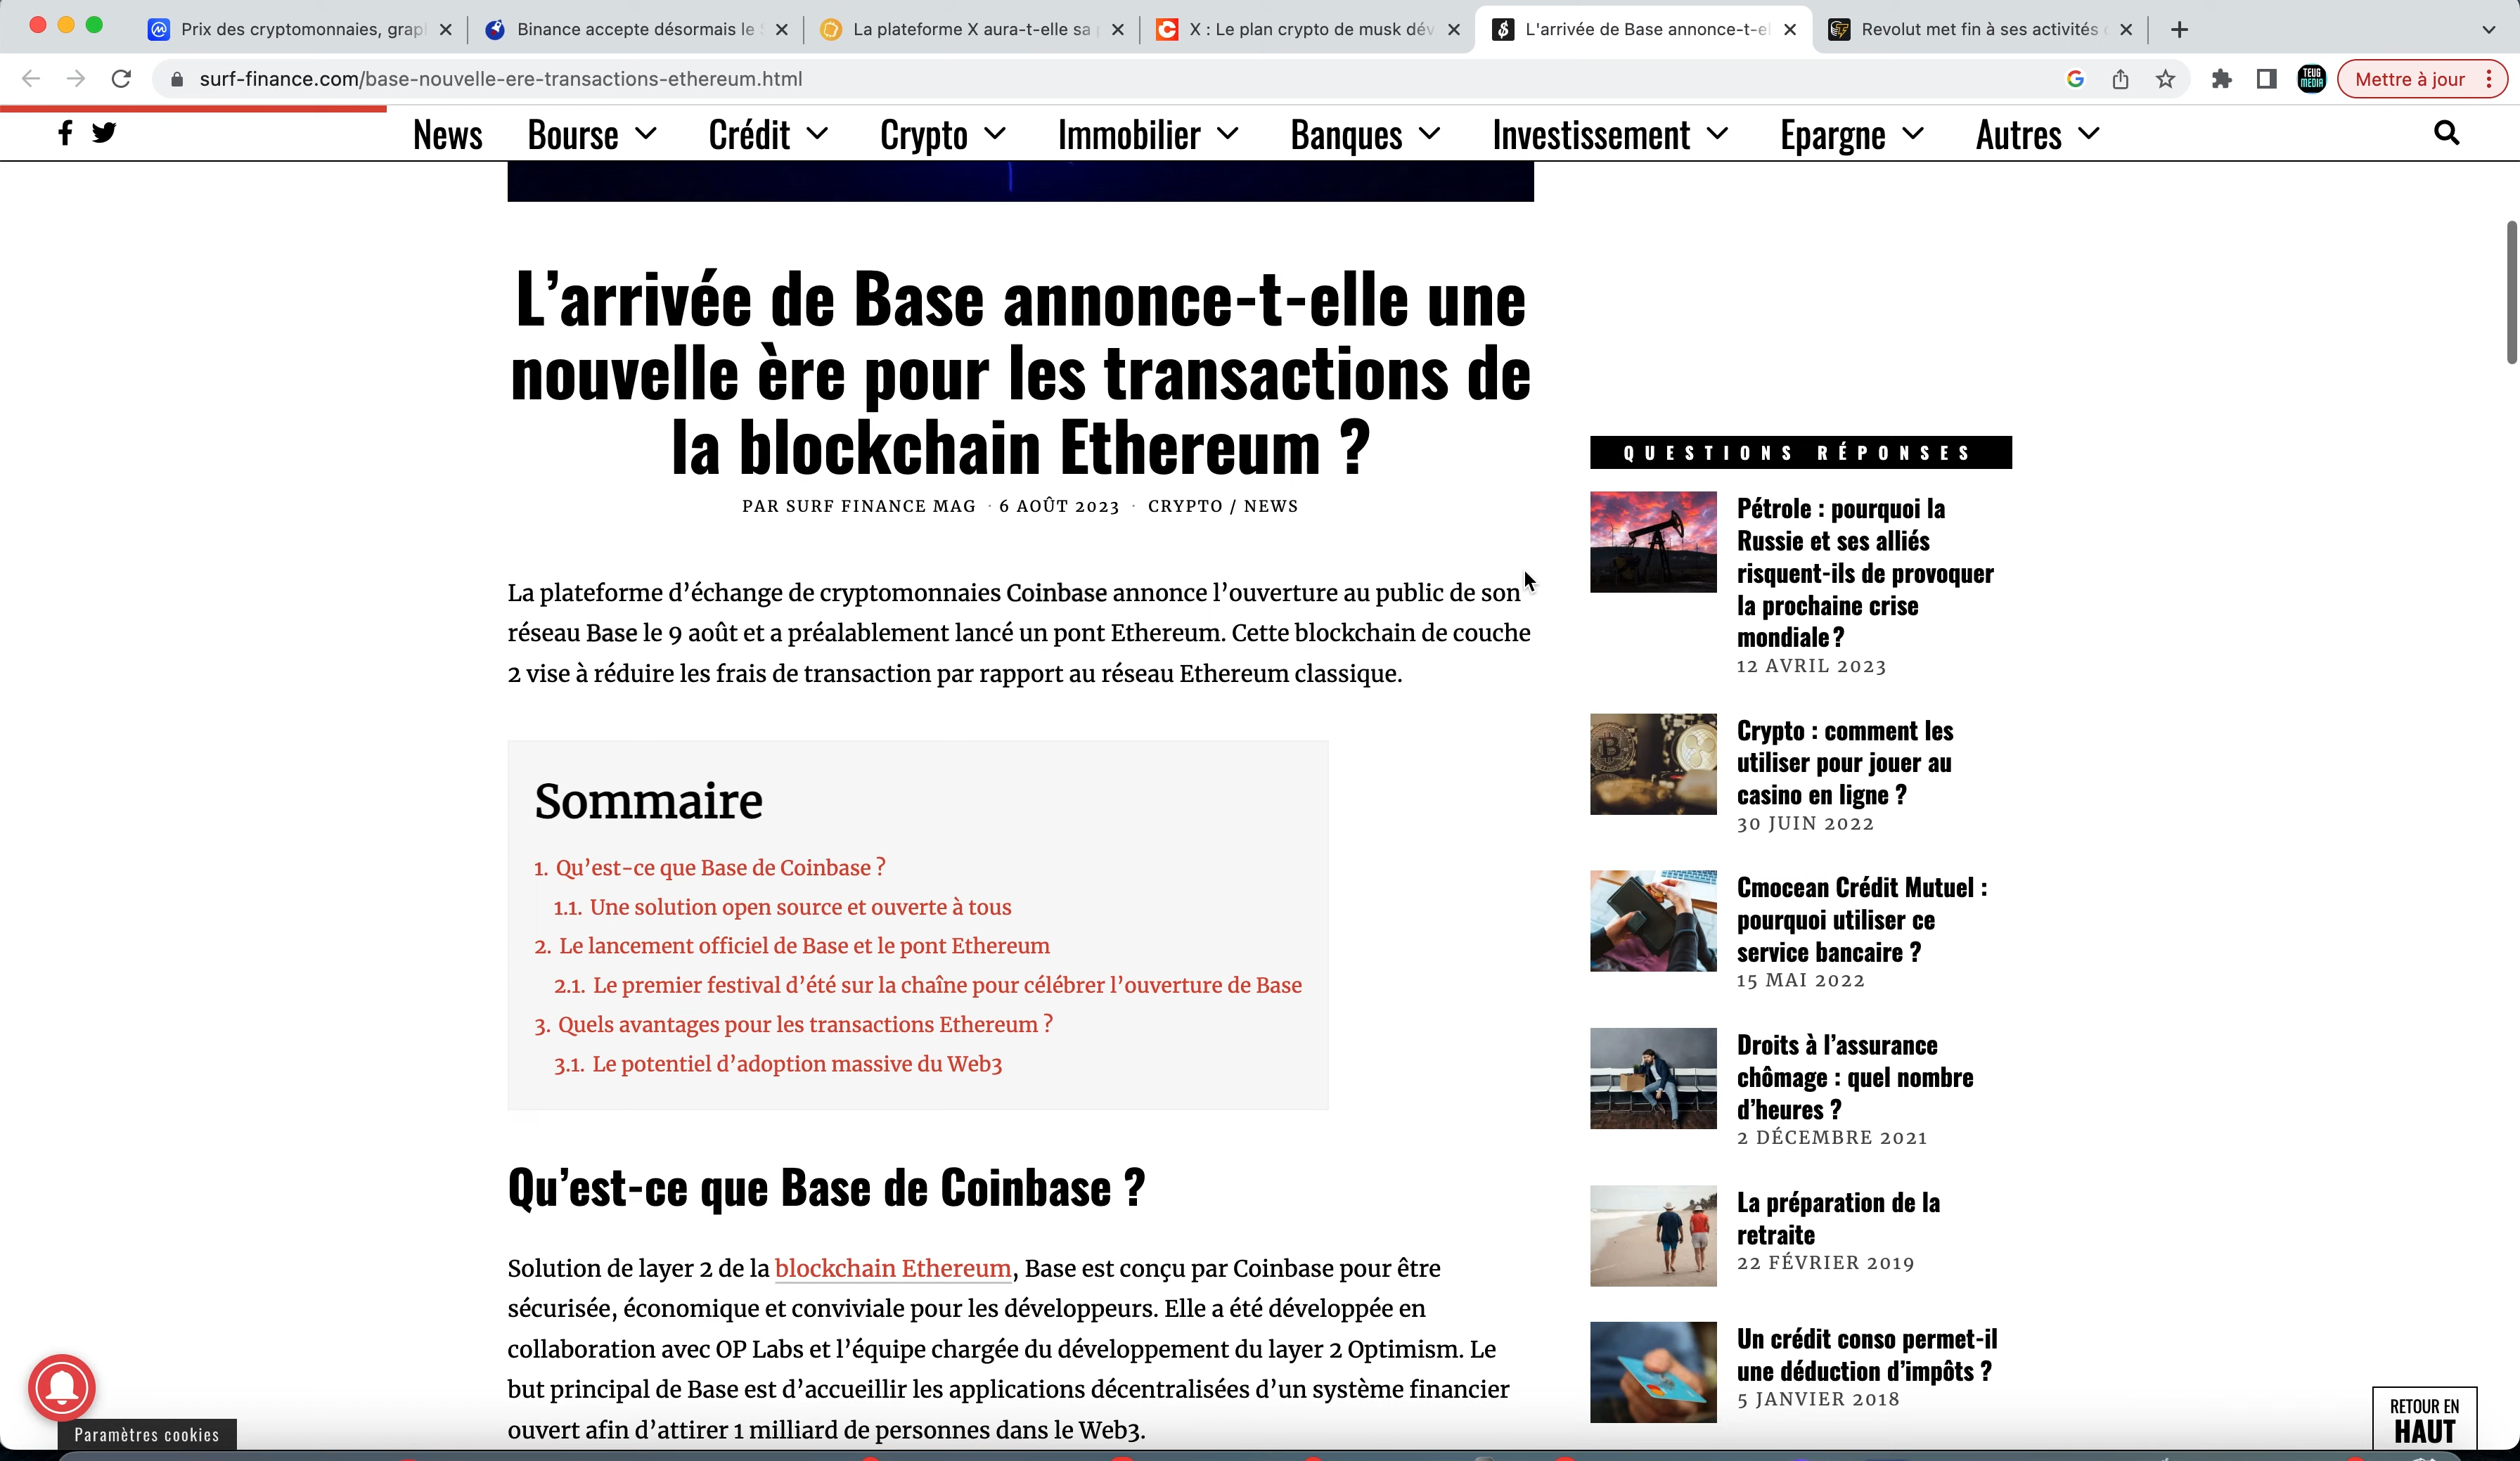 Prix des cryptomonnaies, grap
Binance accepte désormais le
La plateforme X aura-t-elle sa
X : Le plan crypto de musk dév
L'arrivée de Base annonce-t-el
Revolut met fin à ses activités
surf-finance.com/base-nouvelle-ere-transactions-ethereum.html
TEUG
MEDIA
Mettre à jour
News
Bourse
Crédit
Crypto
Immobilier
Banques
Investissement
Epargne
Autres
L’arrivée de Base annonce-t-elle une
nouvelle ère pour les transactions de
la blockchain Ethereum ?
PAR SURF FINANCE MAG · 6 AOÛT 2023 · CRYPTO / NEWS
La plateforme d’échange de cryptomonnaies Coinbase annonce l’ouverture au public de son
réseau Base le 9 août et a préalablement lancé un pont Ethereum. Cette blockchain de couche
2 vise à réduire les frais de transaction par rapport au réseau Ethereum classique.
Sommaire
1. Qu’est-ce que Base de Coinbase ?
1.1. Une solution open source et ouverte à tous
2. Le lancement officiel de Base et le pont Ethereum
2.1. Le premier festival d’été sur la chaîne pour célébrer l’ouverture de Base
3. Quels avantages pour les transactions Ethereum ?
3.1. Le potentiel d’adoption massive du Web3
Qu’est-ce que Base de Coinbase ?
Solution de layer 2 de la blockchain Ethereum, Base est conçu par Coinbase pour être
sécurisée, économique et conviviale pour les développeurs. Elle a été développée en
collaboration avec OP Labs et l’équipe chargée du développement du layer 2 Optimism. Le
but principal de Base est d’accueillir les applications décentralisées d’un système financier
ouvert afin d’attirer 1 milliard de personnes dans le Web3.
QUESTIONS RÉPONSES
Pétrole : pourquoi la
Russie et ses alliés
risquent-ils de provoquer
la prochaine crise
mondiale ?
12 AVRIL 2023
Crypto : comment les
utiliser pour jouer au
casino en ligne ?
30 JUIN 2022
Cmocean Crédit Mutuel :
pourquoi utiliser ce
service bancaire ?
15 MAI 2022
Droits à l’assurance
chômage : quel nombre
d’heures ?
2 DÉCEMBRE 2021
La préparation de la
retraite
22 FÉVRIER 2019
Un crédit conso permet-il
une déduction d’impôts ?
5 JANVIER 2018
Paramètres cookies
RETOUR EN
HAUT